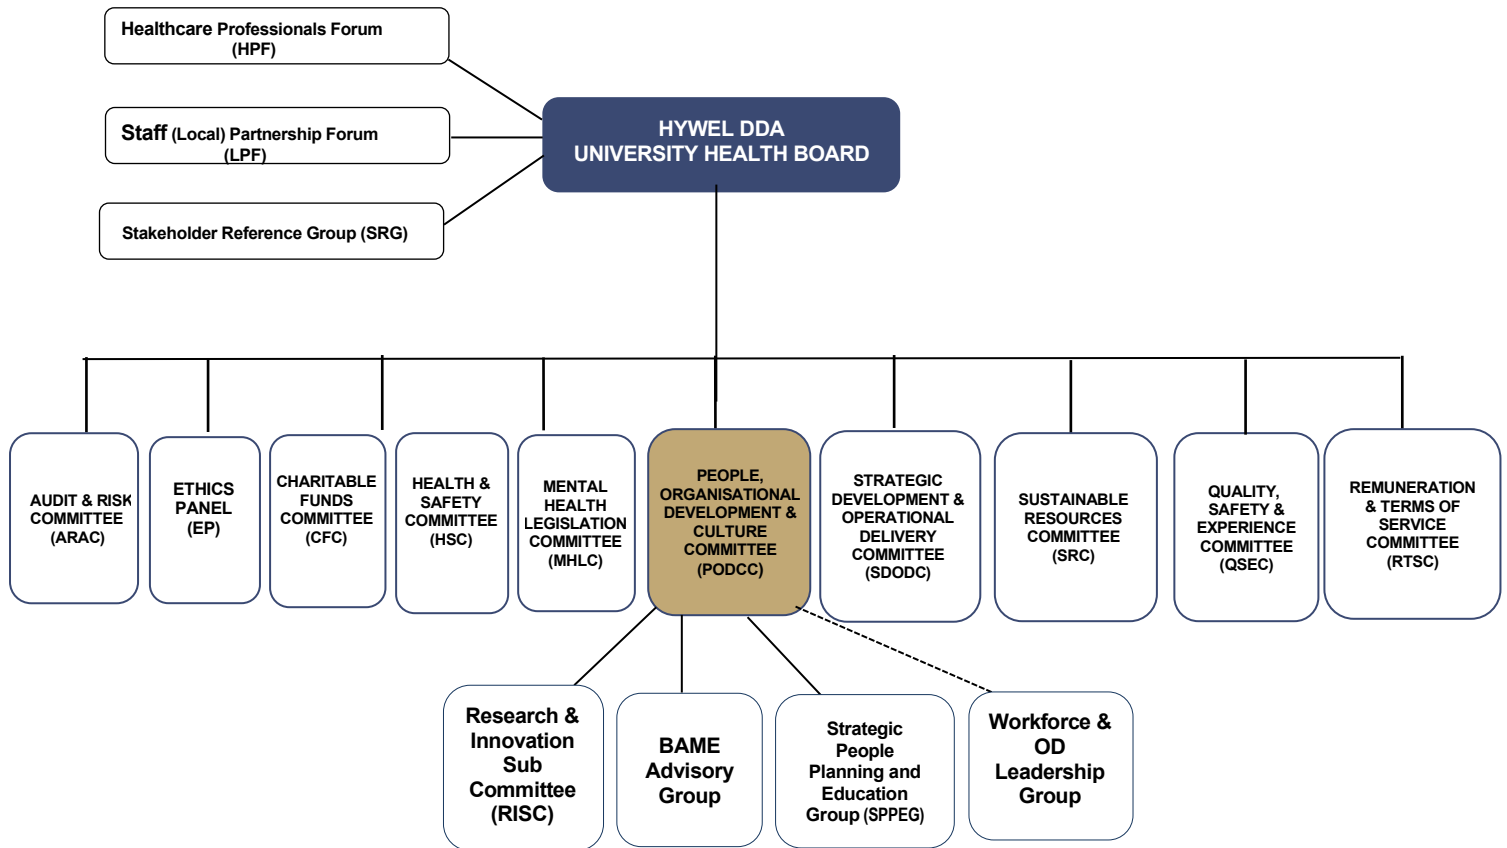 Healthcare Professionals Forum
(HPF)
Staff (Local) Partnership Forum
(LPF)
Stakeholder Reference Group (SRG)
HYWEL DDA
UNIVERSITY HEALTH BOARD
AUDIT & RISK
COMMITTEE
(ARAC)
ETHICS
PANEL
(EP)
CHARITABLE
FUNDS
COMMITTEE
(CFC)
HEALTH &
SAFETY
COMMITTEE
(HSC)
MENTAL
HEALTH
LEGISLATION
COMMITTEE
(MHLC)
PEOPLE,
ORGANISATIONAL
DEVELOPMENT &
CULTURE
COMMITTEE
(PODCC)
STRATEGIC
DEVELOPMENT &
OPERATIONAL
DELIVERY
COMMITTEE
(SDODC)
SUSTAINABLE
RESOURCES
COMMITTEE
(SRC)
QUALITY,
SAFETY &
EXPERIENCE
COMMITTEE
(QSEC)
REMUNERATION
& TERMS OF
SERVICE
COMMITTEE
(RTSC)
Research &
Innovation
Sub
Committee
(RISC)
BAME
Advisory
Group
Strategic
People
Planning and
Education
Group (SPPEG)
Workforce &
OD
Leadership
Group